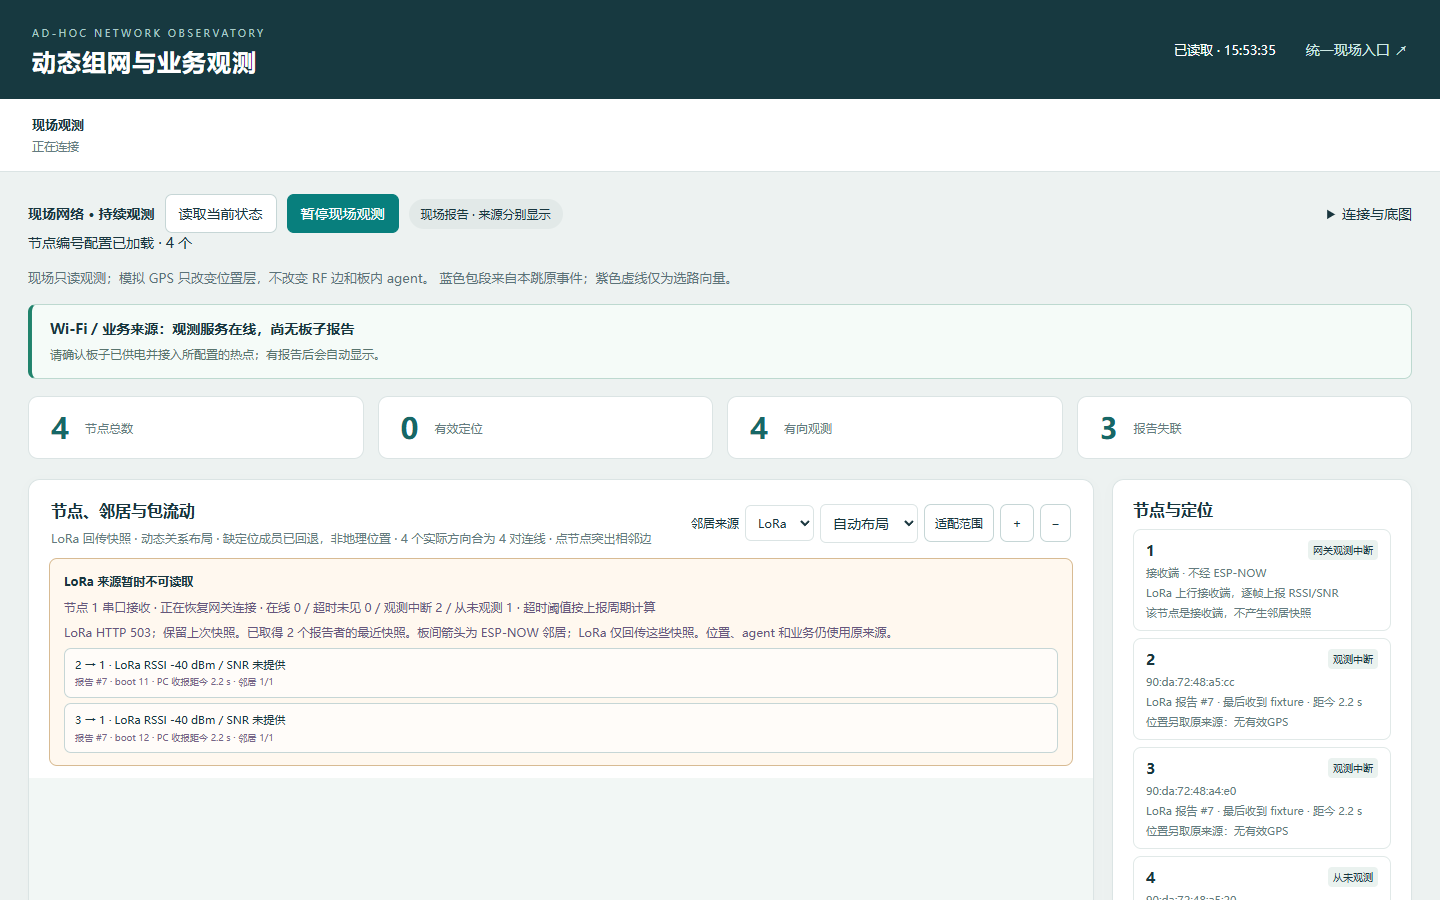 AD-HOC NETWORK OBSERVATORY
动态组网与业务观测
已读取 · 15:53:35
统一现场入口 ↗
现场观测
正在连接
现场网络 • 持续观测
读取当前状态
暂停现场观测
现场报告 · 来源分别显示
▶ 连接与底图
节点编号配置已加载 · 4 个
现场只读观测；模拟 GPS 只改变位置层，不改变 RF 边和板内 agent。 蓝色包段来自本跳原事件；紫色虚线仅为选路向量。
Wi-Fi / 业务来源：观测服务在线，尚无板子报告
请确认板子已供电并接入所配置的热点；有报告后会自动显示。
4 节点总数
0 有效定位
4 有向观测
3 报告失联
节点、邻居与包流动
LoRa 回传快照 · 动态关系布局 · 缺定位成员已回退，非地理位置 · 4 个实际方向合为 4 对连线 · 点节点突出相邻边
邻居来源
LoRa
自动布局
适配范围
+
−
LoRa 来源暂时不可读取
节点 1 串口接收 · 正在恢复网关连接 · 在线 0 / 超时未见 0 / 观测中断 2 / 从未观测 1 · 超时阈值按上报周期计算
LoRa HTTP 503；保留上次快照。已取得 2 个报告者的最近快照。板间箭头为 ESP-NOW 邻居；LoRa 仅回传这些快照。位置、agent 和业务仍使用原来源。
2 → 1 · LoRa RSSI -40 dBm / SNR 未提供
报告 #7 · boot 11 · PC 收报距今 2.2 s · 邻居 1/1
3 → 1 · LoRa RSSI -40 dBm / SNR 未提供
报告 #7 · boot 12 · PC 收报距今 2.2 s · 邻居 1/1
节点与定位
1
网关观测中断
接收端 · 不经 ESP-NOW
LoRa 上行接收端，逐帧上报 RSSI/SNR
该节点是接收端，不产生邻居快照
2
观测中断
90:da:72:48:a5:cc
LoRa 报告 #7 · 最后收到 fixture · 距今 2.2 s
位置另取原来源：无有效GPS
3
观测中断
90:da:72:48:a4:e0
LoRa 报告 #7 · 最后收到 fixture · 距今 2.2 s
位置另取原来源：无有效GPS
4
从未观测